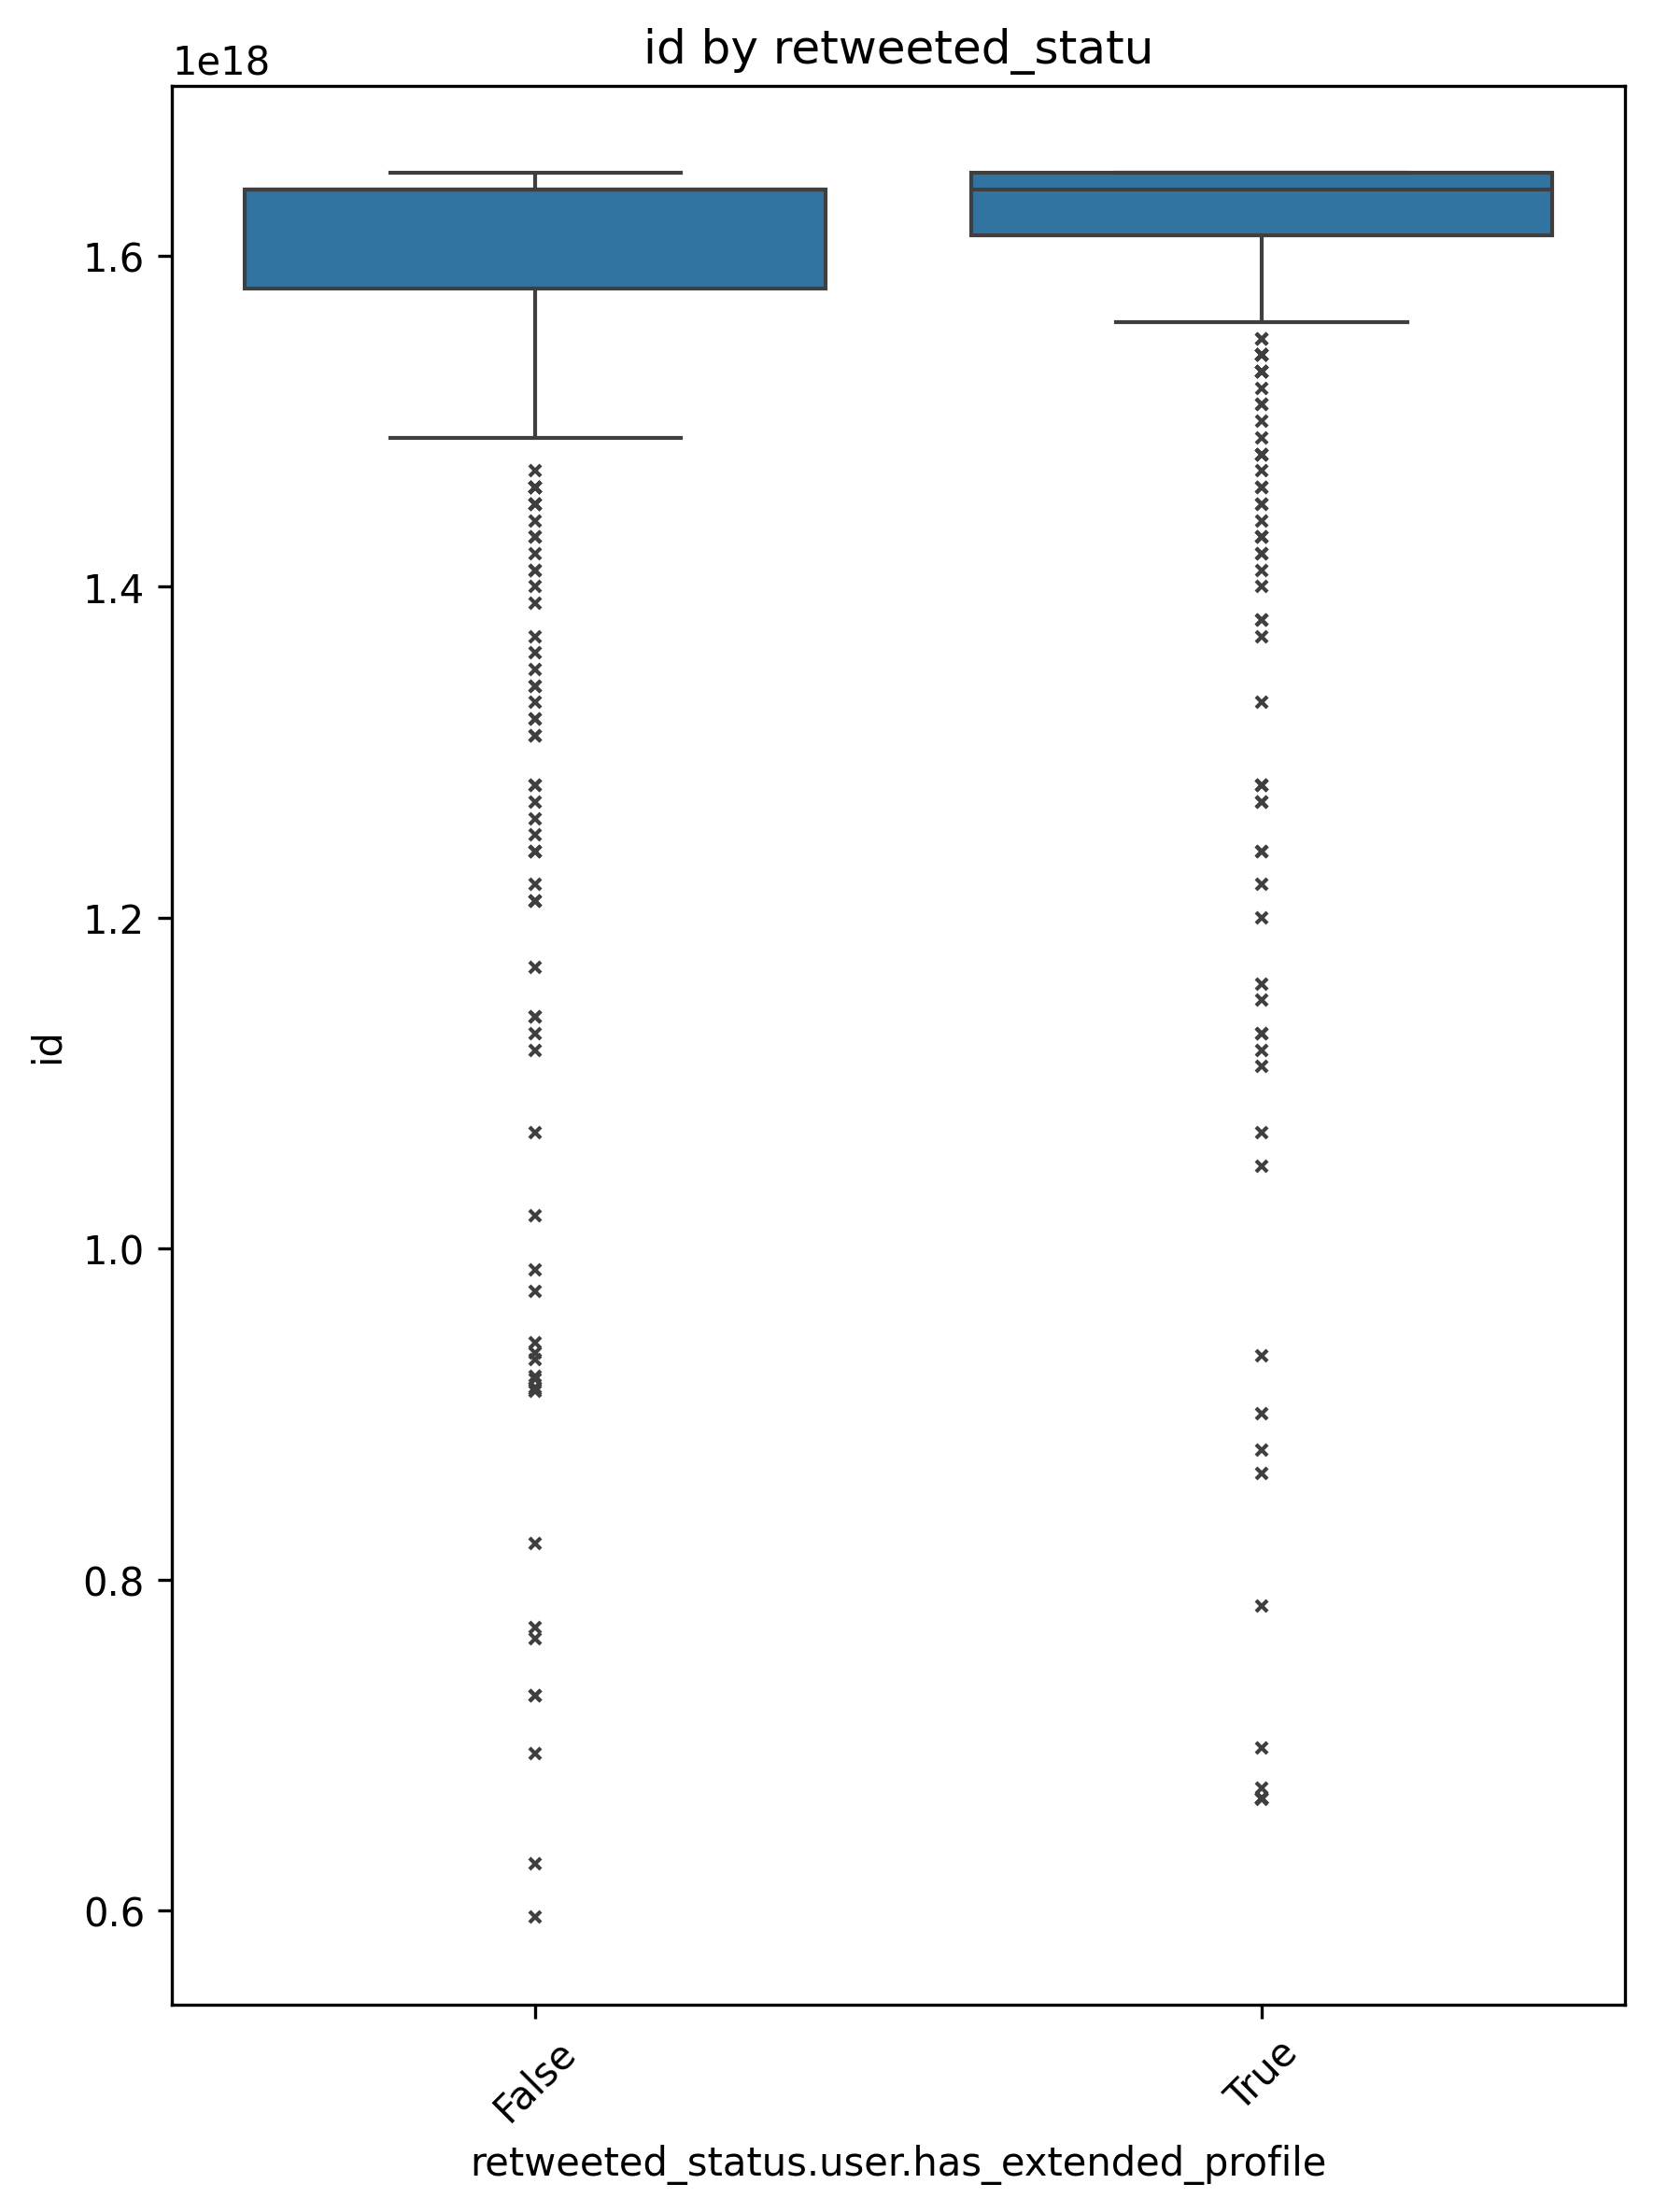 id by retweeted_statu
1e18
1.6
1.4
1.2
1.0
0.8
0.6
id
False
True
retweeted_status.user.has_extended_profile